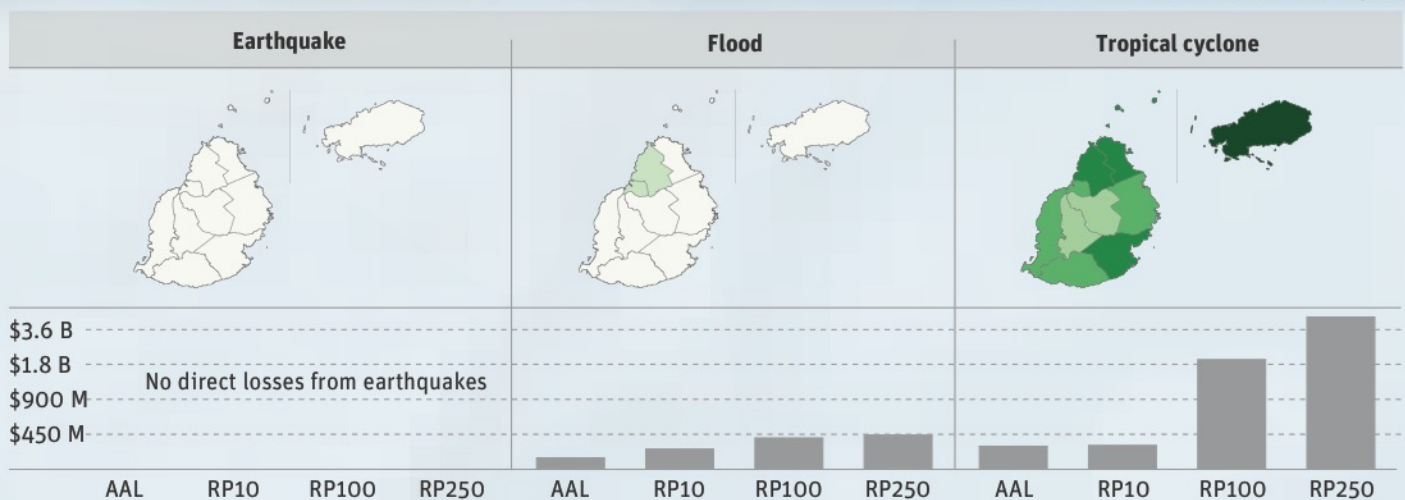 Earthquake
Flood
Tropical cyclone
$3.6 B
$1.8 B
$900 M
$450 M
No direct losses from earthquakes
AAL RP10 RP100 RP250
AAL RP10 RP100 RP250
AAL RP10 RP100 RP250